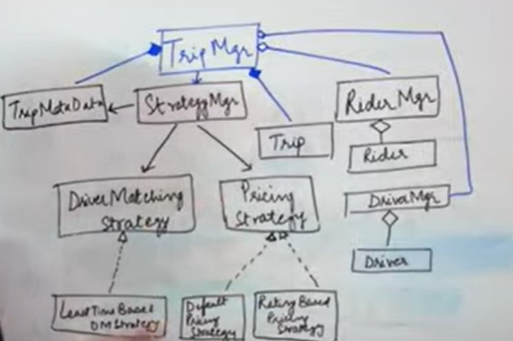 TripMgr
TripMetaData
StrategyMgr
RiderMgr
Trip
Rider
DriverMatching
Strategy
Pricing
Strategy
DriverMgr
Driver
LeastTimeBased
DM Strategy
Default
Pricing
Strategy
Rating Based
Pricing
Strategy